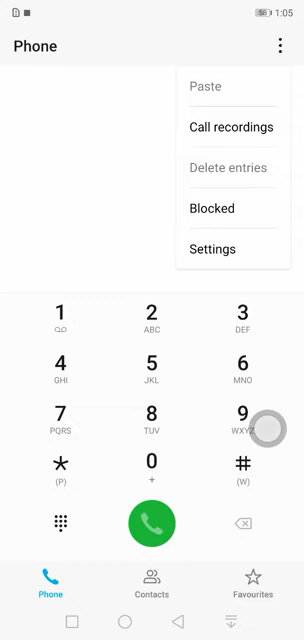 58 1:05
Phone
Paste
Call recordings
Delete entries
Blocked
Settings
1 2 3
ABC DEF
4 5 6
GHI JKL MNO
7 8 9
PQRS TUV WXYZ
* 0 #
(P) + (W)
Phone Contacts Favourites